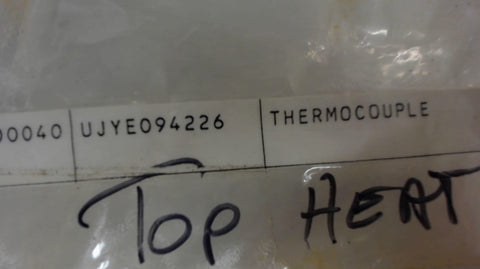 00040 UJYE094226 THERMOCOUPLE
Top HEAT